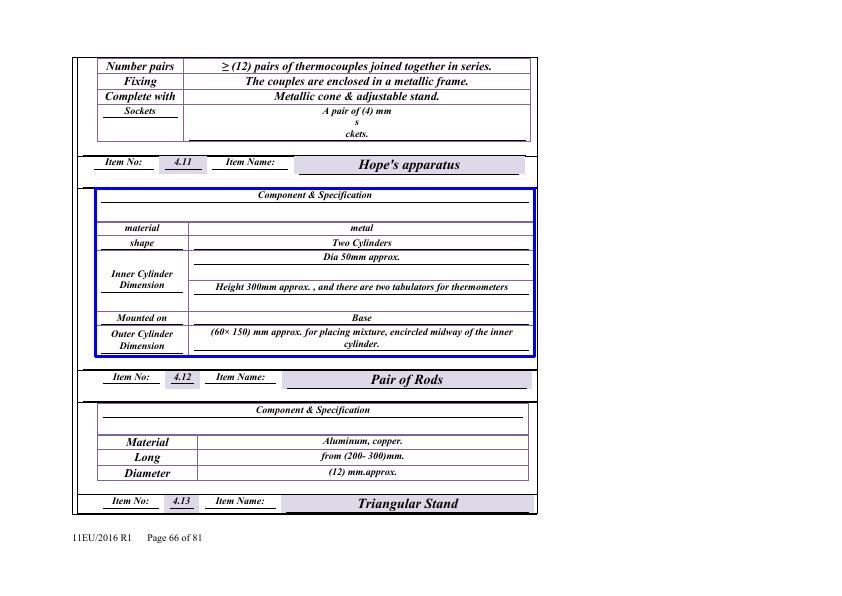 Number pairs ≥ (12) pairs of thermocouples joined together in series.
Fixing The couples are enclosed in a metallic frame.
Complete with Metallic cone & adjustable stand.
Sockets A pair of (4) mm
s
ckets.
Item No: 4.11 Item Name: Hope's apparatus
Component & Specification
material metal
shape Two Cylinders
Inner Cylinder
Dimension
Dia 50mm approx.
Height 300mm approx. , and there are two tabulators for thermometers
Mounted on Base
Outer Cylinder
Dimension
(60× 150) mm approx. for placing mixture, encircled midway of the inner
cylinder.
Item No: 4.12 Item Name: Pair of Rods
Component & Specification
Material Aluminum, copper.
Long from (200- 300)mm.
Diameter (12) mm.approx.
Item No: 4.13 Item Name: Triangular Stand
11EU/2016 R1 Page 66 of 81